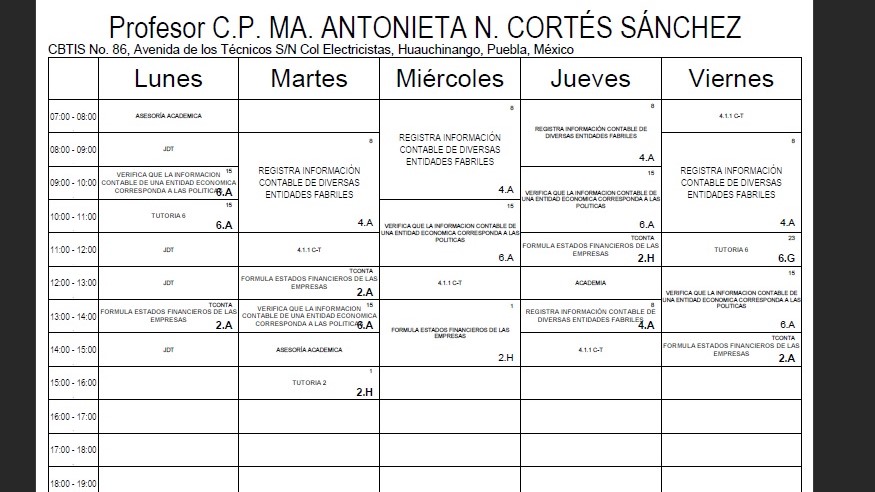 Profesor C.P. MA. ANTONIETA N. CORTÉS SÁNCHEZ
CBTIS No. 86, Avenida de los Técnicos S/N Col Electricistas, Huauchinango, Puebla, México
Lunes Martes Miércoles Jueves Viernes
07:00 - 08:00
ASESORÍA ACADEMICA
8
REGISTRA INFORMACIÓN
CONTABLE DE DIVERSAS
ENTIDADES FABRILES
4.A
8
REGISTRA INFORMACIÓN CONTABLE DE
DIVERSAS ENTIDADES FABRILES
4.A
4.1.1 C-T
08:00 - 09:00
JDT
8
REGISTRA INFORMACIÓN
CONTABLE DE DIVERSAS
ENTIDADES FABRILES
4.A
8
REGISTRA INFORMACIÓN
CONTABLE DE DIVERSAS
ENTIDADES FABRILES
4.A
09:00 - 10:00
15
VERIFICA QUE LA INFORMACION
CONTABLE DE UNA ENTIDAD ECONOMICA
CORRESPONDA A LAS POLITICAS
6.A
15
VERIFICA QUE LA INFORMACION CONTABLE DE
UNA ENTIDAD ECONOMICA CORRESPONDA A LAS
POLITICAS
6.A
10:00 - 11:00
15
TUTORIA 6
6.A
15
VERIFICA QUE LA INFORMACION CONTABLE DE
UNA ENTIDAD ECONOMICA CORRESPONDA A LAS
POLITICAS
6.A
11:00 - 12:00
JDT
4.1.1 C-T
TCONTA
FORMULA ESTADOS FINANCIEROS DE LAS
EMPRESAS
2.H
23
TUTORIA 6
6.G
12:00 - 13:00
JDT
TCONTA
FORMULA ESTADOS FINANCIEROS DE LAS
EMPRESAS
2.A
4.1.1 C-T
ACADEMIA
15
VERIFICA QUE LA INFORMACION CONTABLE DE
UNA ENTIDAD ECONOMICA CORRESPONDA A LAS
POLITICAS
6.A
13:00 - 14:00
TCONTA
FORMULA ESTADOS FINANCIEROS DE LAS
EMPRESAS
2.A
15
VERIFICA QUE LA INFORMACION
CONTABLE DE UNA ENTIDAD ECONOMICA
CORRESPONDA A LAS POLITICAS
6.A
1
FORMULA ESTADOS FINANCIEROS DE LAS
EMPRESAS
2.H
8
REGISTRA INFORMACIÓN CONTABLE DE
DIVERSAS ENTIDADES FABRILES
4.A
14:00 - 15:00
JDT
ASESORÍA ACADEMICA
4.1.1 C-T
TCONTA
FORMULA ESTADOS FINANCIEROS DE LAS
EMPRESAS
2.A
15:00 - 16:00
1
TUTORIA 2
2.H
16:00 - 17:00
17:00 - 18:00
18:00 - 19:00